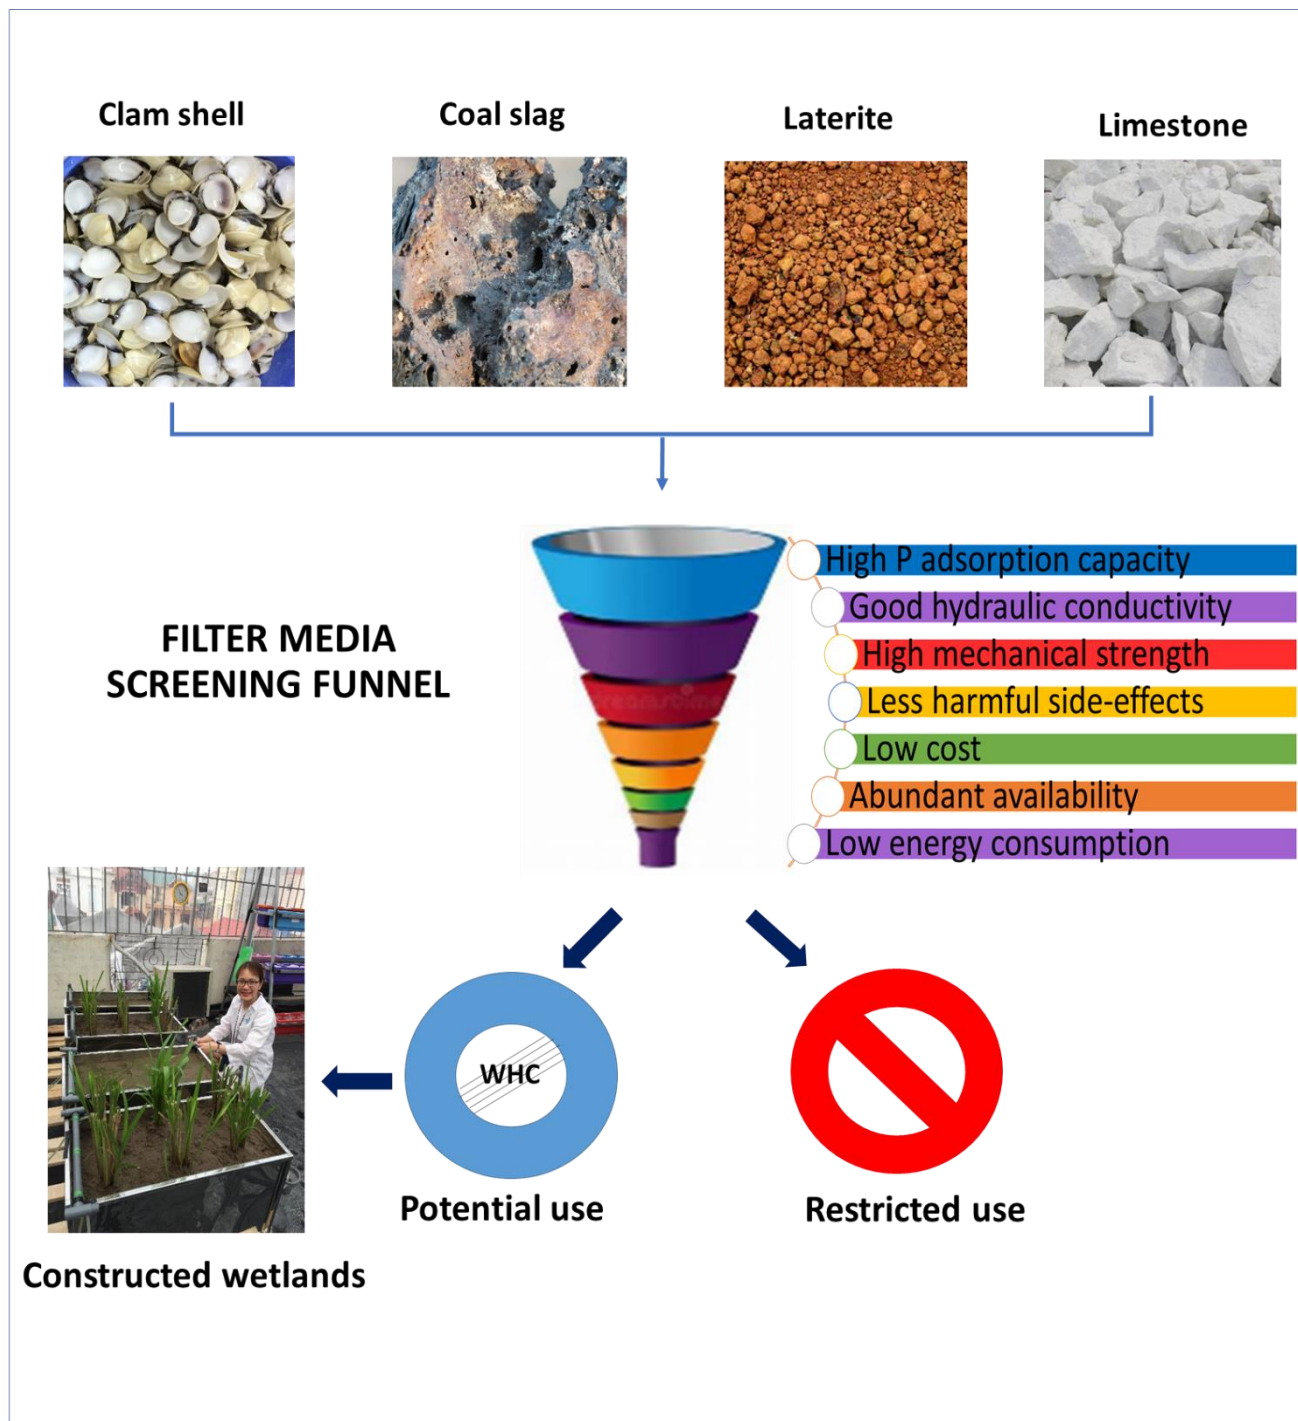 Clam shell
Coal slag
Laterite
Limestone
FILTER MEDIA
SCREENING FUNNEL
High P adsorption capacity
Good hydraulic conductivity
High mechanical strength
Less harmful side-effects
Low cost
Abundant availability
Low energy consumption
WHC
Potential use
Restricted use
Constructed wetlands